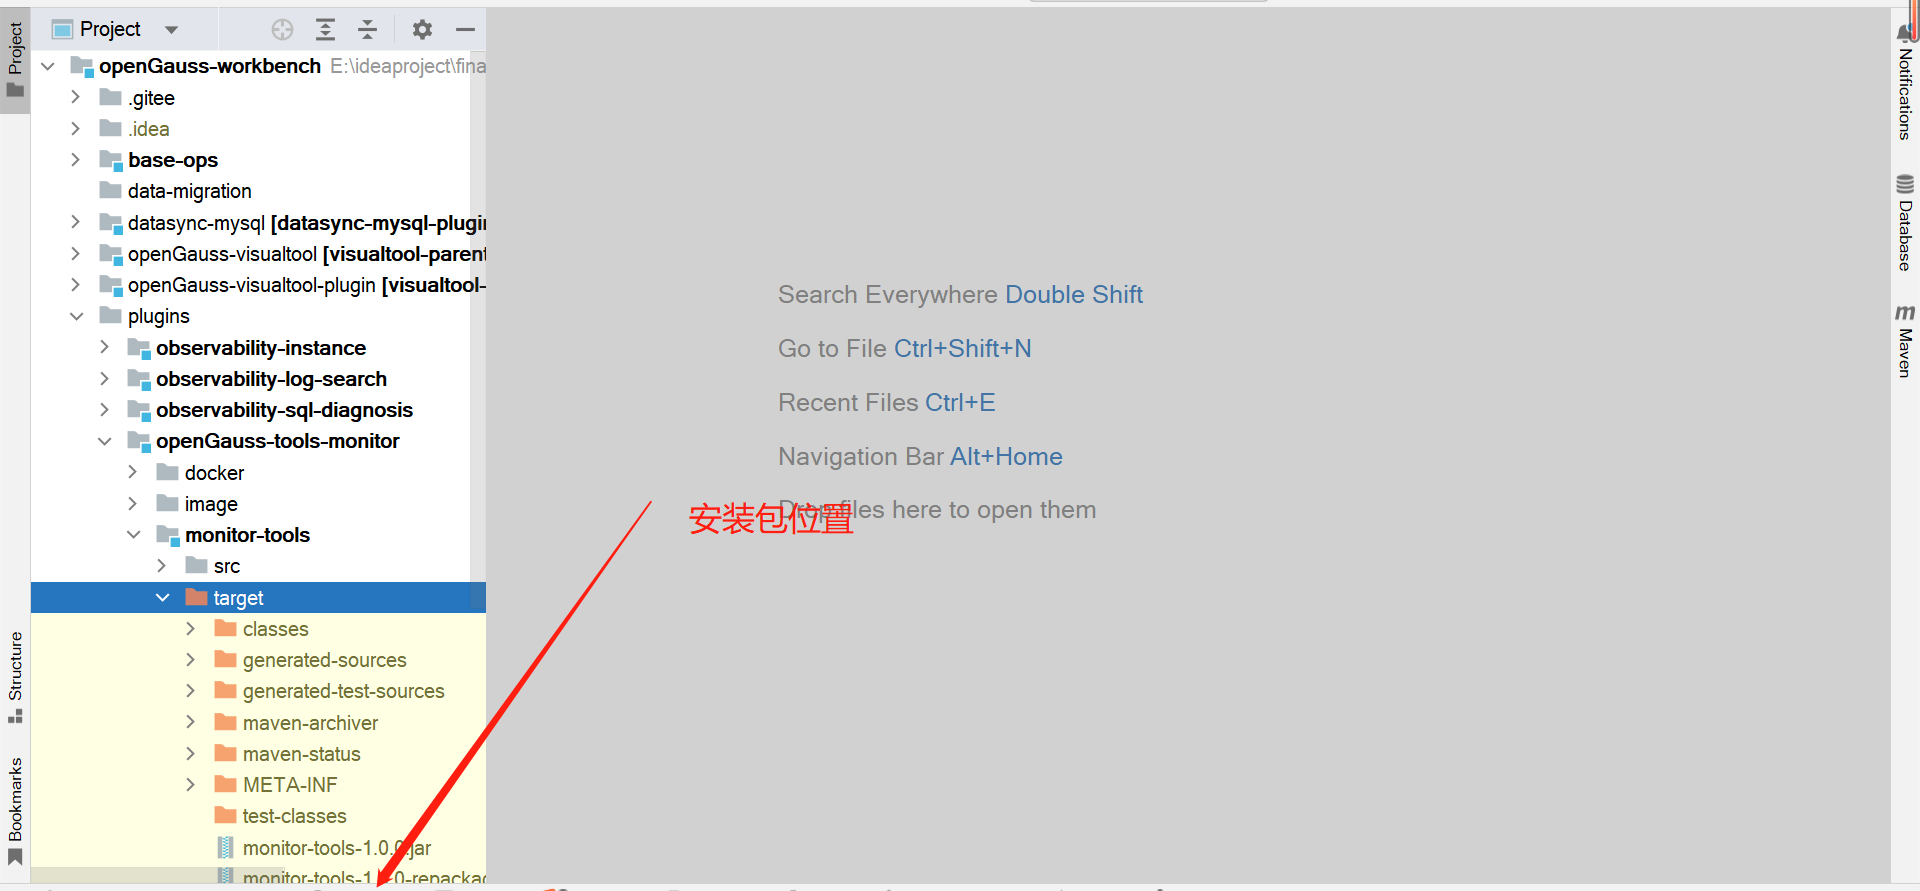 Project
Project
openGauss-workbench E:\ideaproject\fina
.gitee
.idea
base-ops
data-migration
datasync-mysql [datasync-mysql-plugin
openGauss-visualtool [visualtool-parent
openGauss-visualtool-plugin [visualtool-
plugins
observability-instance
observability-log-search
observability-sql-diagnosis
openGauss-tools-monitor
docker
image
monitor-tools
src
target
classes
generated-sources
generated-test-sources
maven-archiver
maven-status
META-INF
test-classes
monitor-tools-1.0.0.jar
monitor-tools-1.0.0-repackag
Structure
Bookmarks
Search Everywhere Double Shift
Go to File Ctrl+Shift+N
Recent Files Ctrl+E
Navigation Bar Alt+Home
Drop files here to open them
安装包位置
Notifications
Database
m
Maven